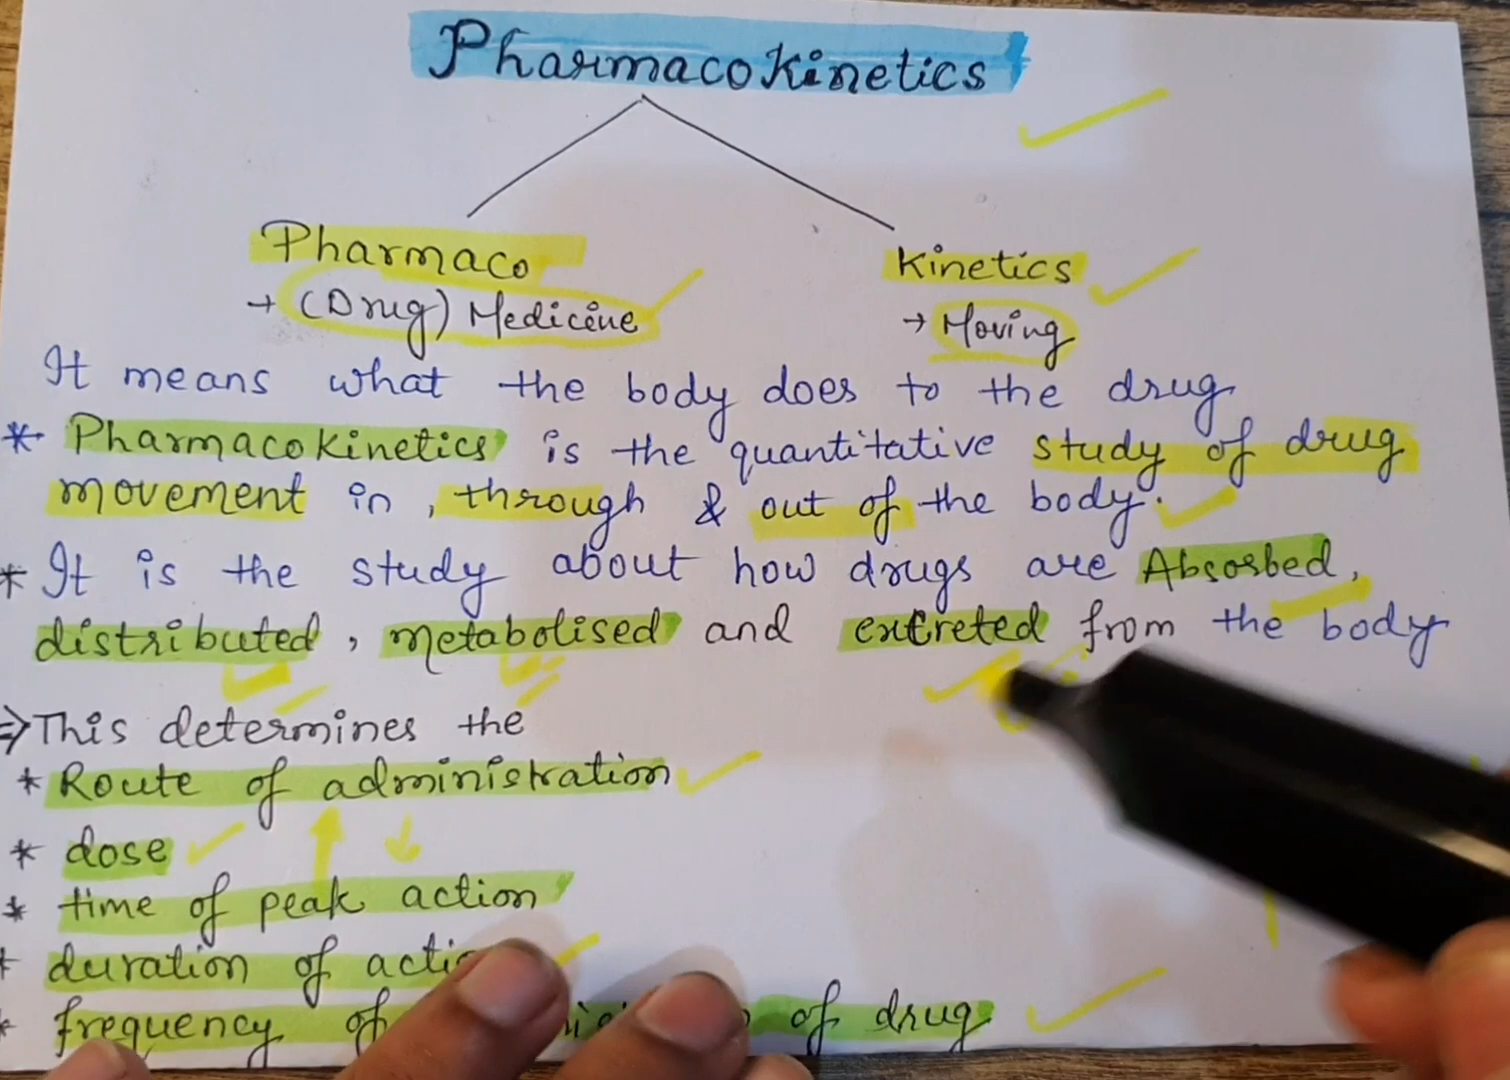 Pharmacokinetics
Pharmaco
→ (Drug) Medicine
Kinetics
→ Moving
It means what the body does to the drug
* Pharmacokinetics is the quantitative study of drug
movement in , through & out of the body.
* It is the study about how drugs are Absorbed,
distributed , metabolised and excreted from the body
⇒ This determines the
* Route of administration
* dose
* time of peak action
* duration of
* frequency of of drug